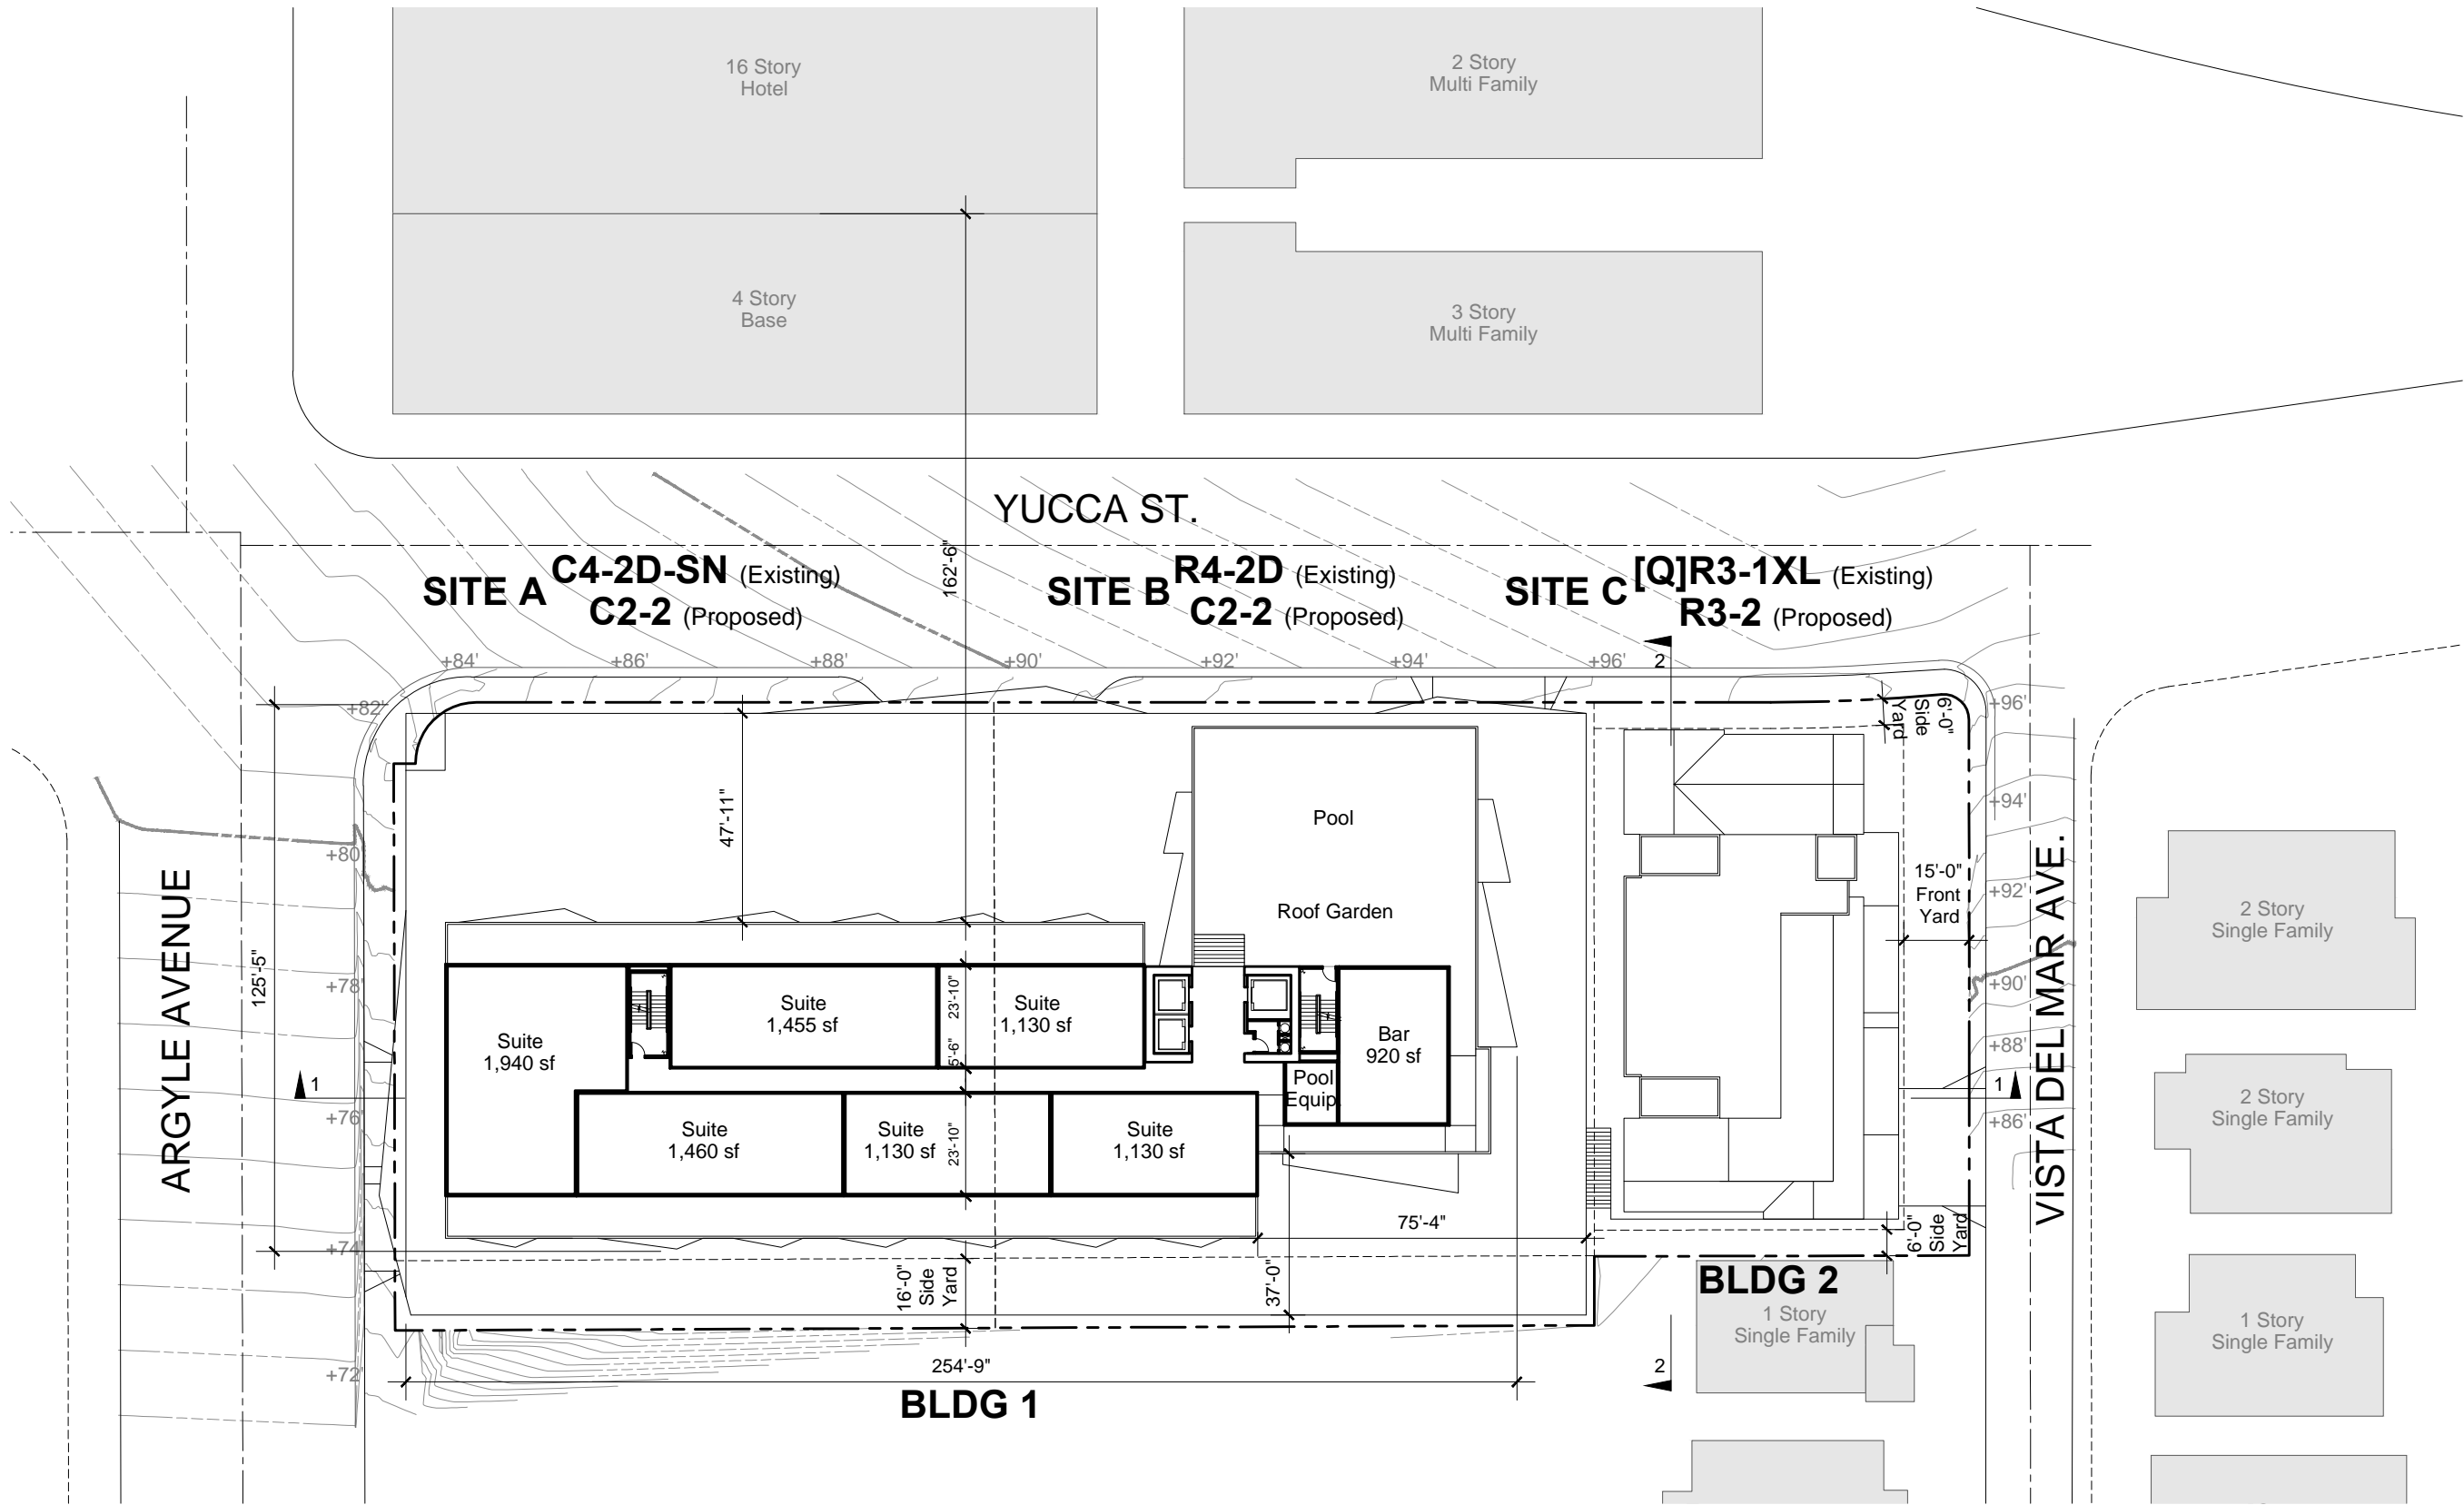 16 Story
Hotel
2 Story
Multi Family
4 Story
Base
3 Story
Multi Family
YUCCA ST.
162'-6"
SITE A
C4-2D-SN (Existing)
C2-2 (Proposed)
SITE B
R4-2D (Existing)
C2-2 (Proposed)
SITE C
[Q]R3-1XL (Existing)
R3-2 (Proposed)
2
+84'
+86'
+88'
+90'
+92'
+94'
+96'
+82'
+96'
6'-0"
Side
Yard
47'-11"
Pool
+94'
+80'
ARGYLE AVENUE
125'-5"
Roof Garden
15'-0"
Front
Yard
+92'
VISTA DEL MAR AVE.
2 Story
Single Family
+78'
+90'
Suite
1,940 sf
Suite
1,455 sf
23'-10"
Suite
1,130 sf
Bar
920 sf
5'-6"
+88'
1
Pool
Equip
1
+76'
+86'
2 Story
Single Family
Suite
1,460 sf
Suite
1,130 sf
23'-10"
Suite
1,130 sf
75'-4"
+74'
6'-0"
Side
Yard
16'-0"
Side
Yard
37'-0"
BLDG 2
1 Story
Single Family
1 Story
Single Family
+72'
254'-9"
2
BLDG 1